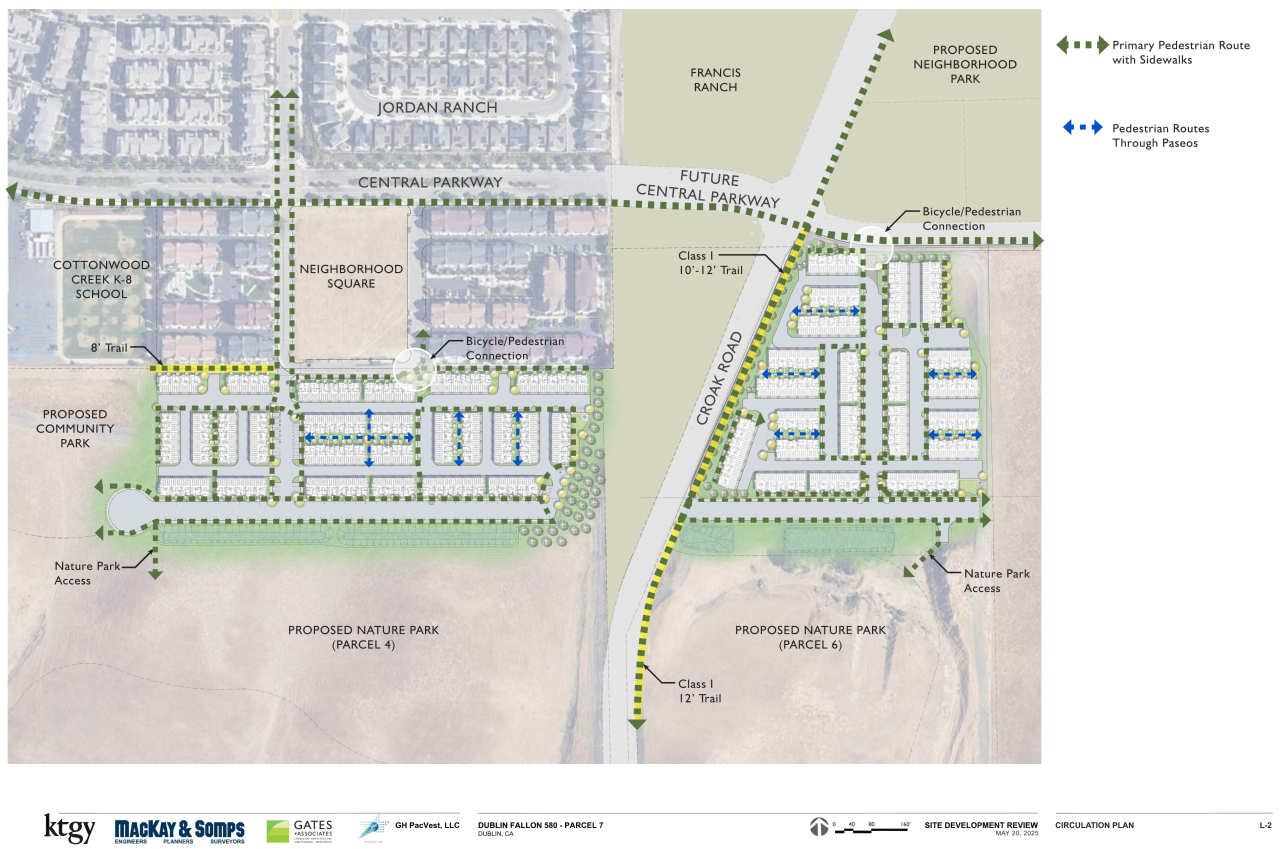 Primary Pedestrian Route
with Sidewalks
Pedestrian Routes
Through Paseos
JORDAN RANCH
FRANCIS
RANCH
PROPOSED
NEIGHBORHOOD
PARK
CENTRAL PARKWAY
FUTURE
CENTRAL PARKWAY
Bicycle/Pedestrian
Connection
COTTONWOOD
CREEK K-8
SCHOOL
NEIGHBORHOOD
SQUARE
Class I
10'-12' Trail
8' Trail
Bicycle/Pedestrian
Connection
CROAK ROAD
PROPOSED
COMMUNITY
PARK
Nature Park
Access
Nature Park
Access
PROPOSED NATURE PARK
(PARCEL 4)
PROPOSED NATURE PARK
(PARCEL 6)
Class I
12' Trail
ktgy
MACKAY & SOMPS
ENGINEERS PLANNERS SURVEYORS
GATES
+ASSOCIATES
GH PacVest, LLC
DUBLIN FALLON 580 - PARCEL 7
DUBLIN, CA
0 40 80 160'
SITE DEVELOPMENT REVIEW
MAY 20, 2025
CIRCULATION PLAN
L-2